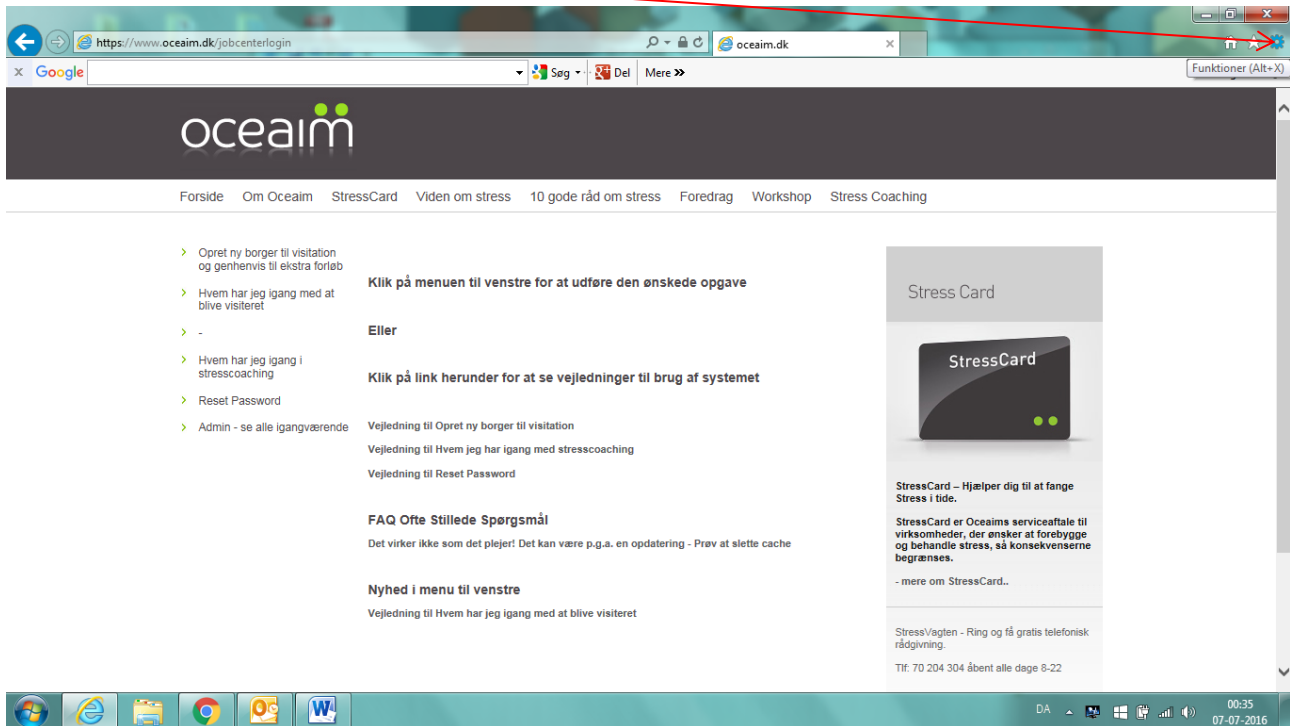 https://www.oceaim.dk/jobcenterlogin
oceaim.dk
x Google
Søg
Del
Mere »
Funktioner (Alt+X)
oceaim
Forside Om Oceaim StressCard Viden om stress 10 gode råd om stress Foredrag Workshop Stress Coaching
Opret ny borger til visitation
og genhenvis til ekstra forløb
Hvem har jeg igang med at
blive visiteret
-
Hvem har jeg igang i
stresscoaching
Reset Password
Admin - se alle igangværende
Klik på menuen til venstre for at udføre den ønskede opgave
Eller
Klik på link herunder for at se vejledninger til brug af systemet
Vejledning til Opret ny borger til visitation
Vejledning til Hvem jeg har igang med stresscoaching
Vejledning til Reset Password
FAQ Ofte Stillede Spørgsmål
Det virker ikke som det plejer! Det kan være p.g.a. en opdatering - Prøv at slette cache
Nyhed i menu til venstre
Vejledning til Hvem har jeg igang med at blive visiteret
Stress Card
StressCard
StressCard – Hjælper dig til at fange
Stress i tide.
StressCard er Oceaims serviceaftale til
virksomheder, der ønsker at forebygge
og behandle stress, så konsekvenserne
begrænses.
- mere om StressCard..
StressVagten - Ring og få gratis telefonisk
rådgivning.
Tlf: 70 204 304 åbent alle dage 8-22
DA
00:35
07-07-2016